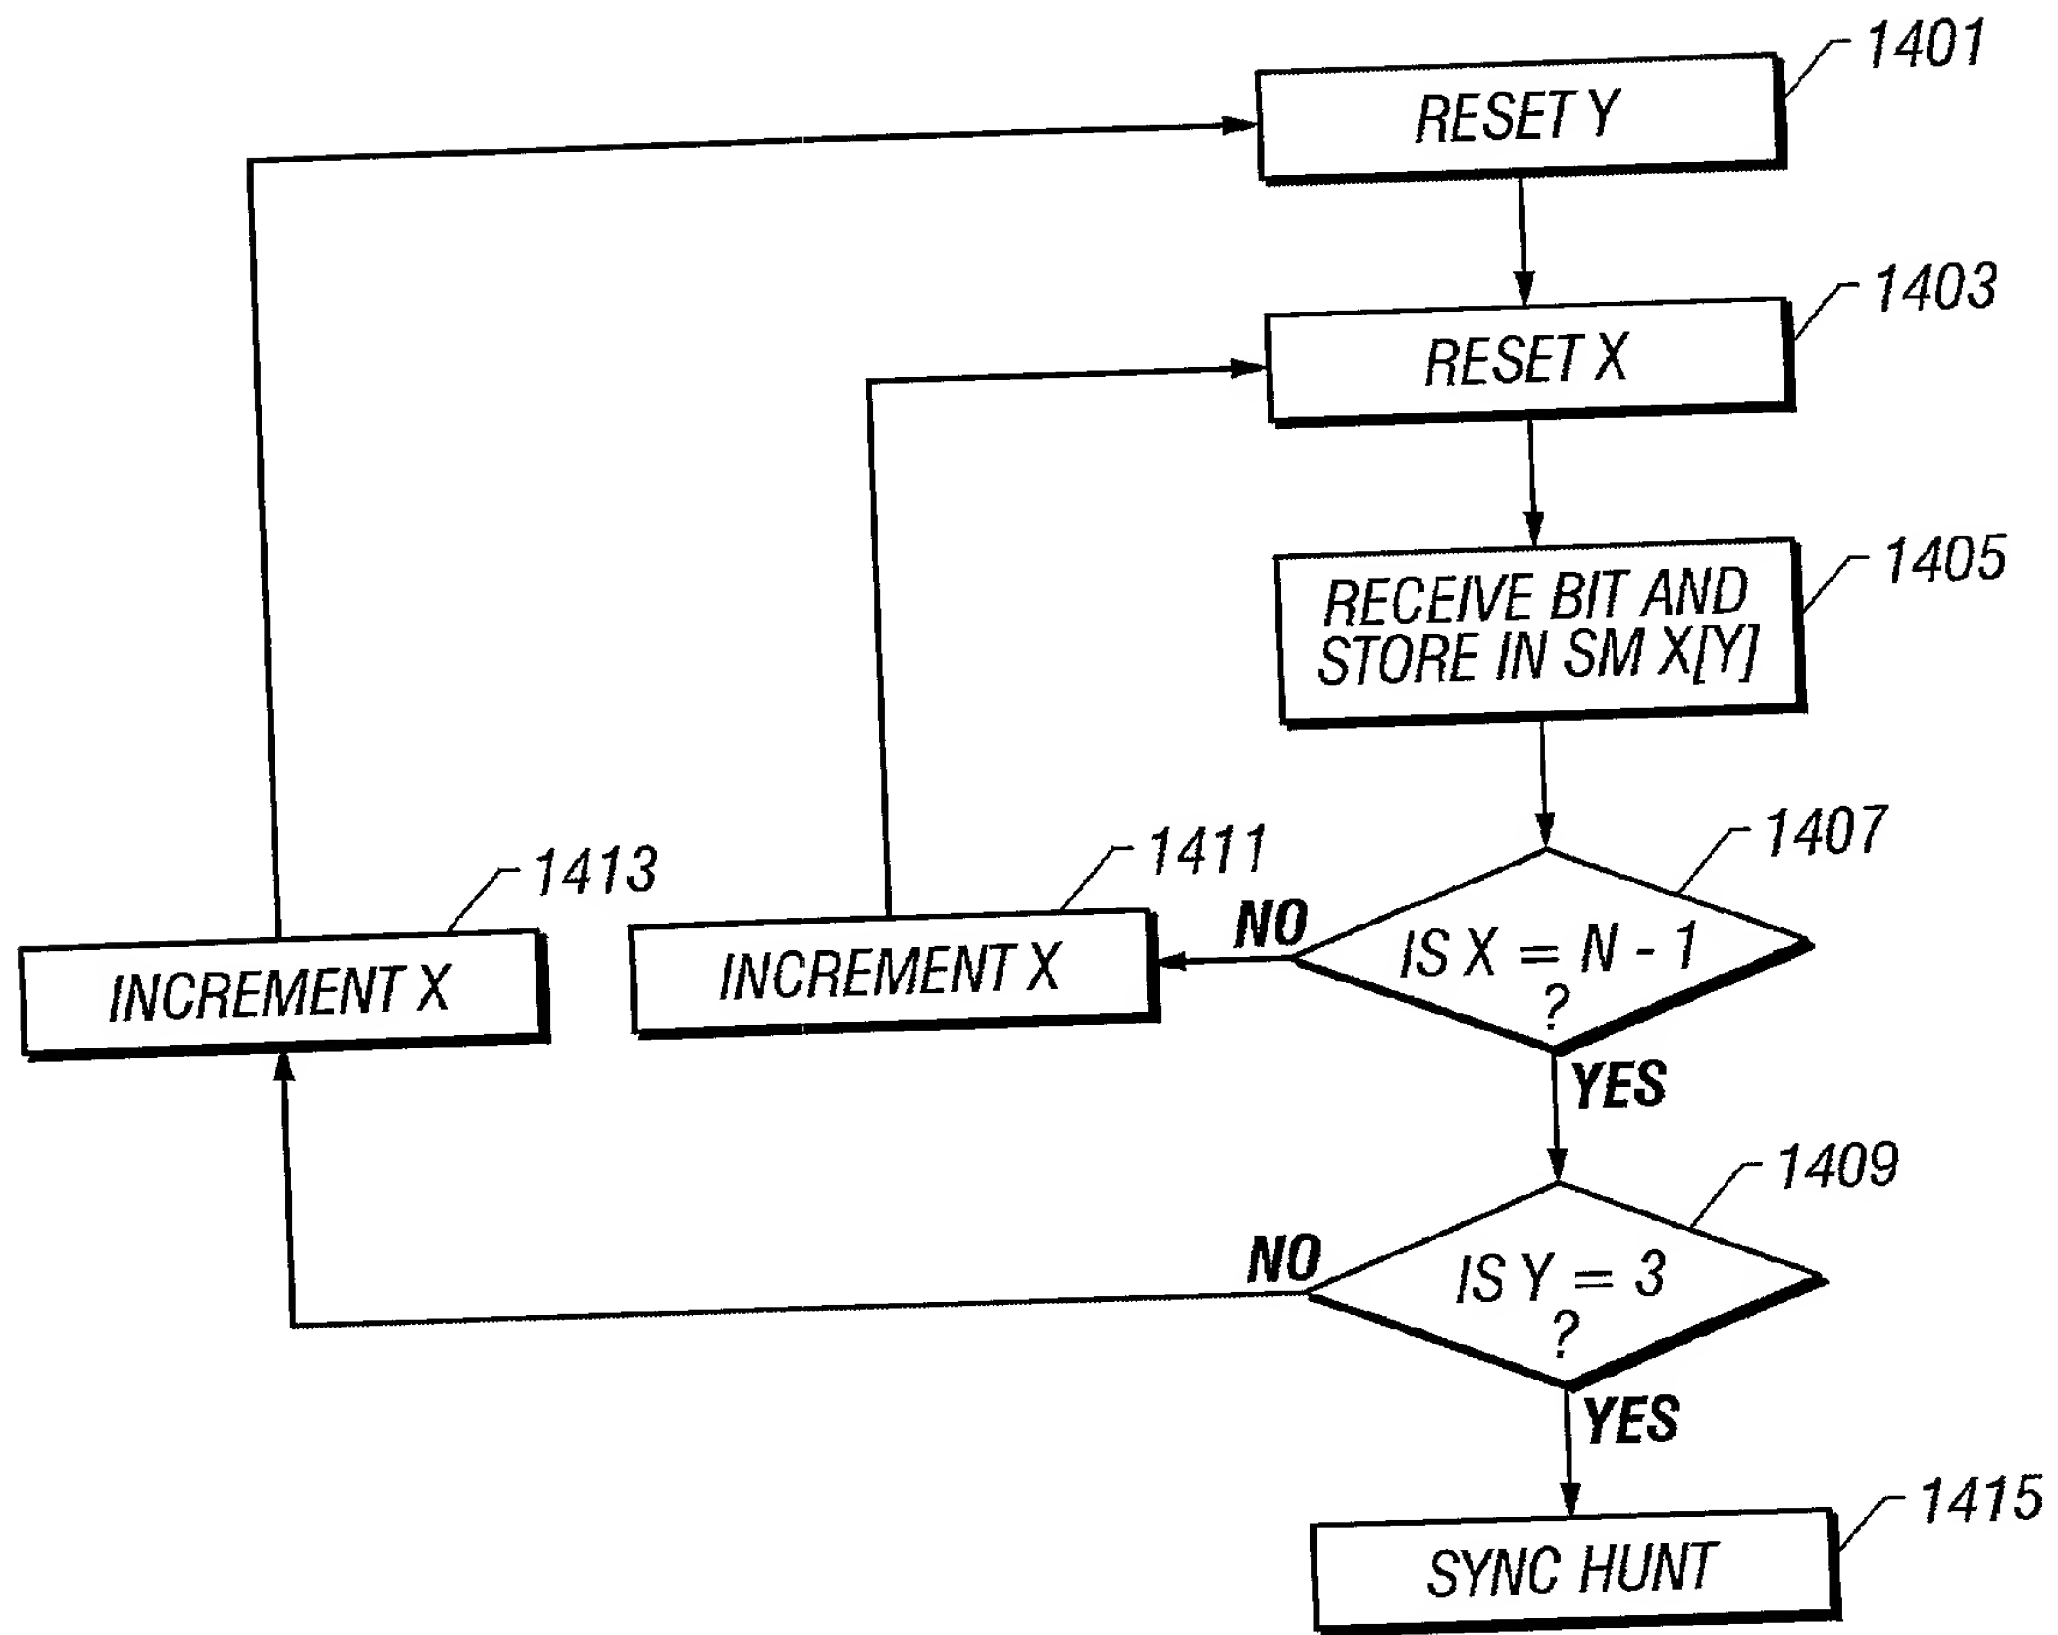 1401
RESET Y
1403
RESET X
1405
RECEIVE BIT AND
STORE IN SM X[Y]
1407
IS X = N - 1
?
NO
YES
1411
INCREMENT X
1413
INCREMENT X
1409
IS Y = 3
?
NO
YES
1415
SYNC HUNT